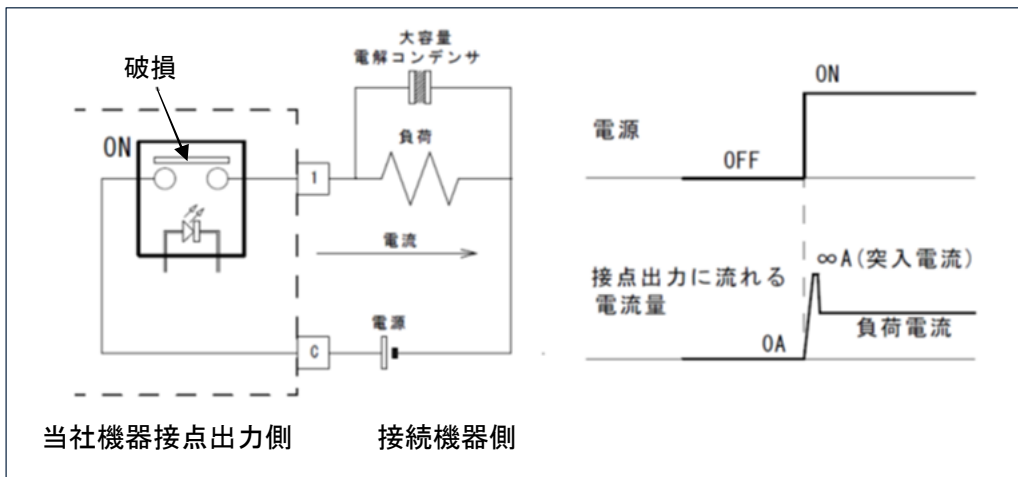 大容量
電解コンデンサ
破損
ON
負荷
1
電流
電源
C
当社機器接点出力側
接続機器側
ON
電源
OFF
∞A(突入電流)
接点出力に流れる
電流量
負荷電流
0A